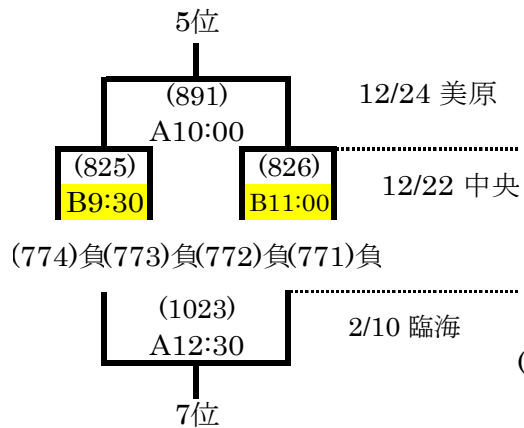 5位
(891)
A10:00
12/24 美原
(825)
(826)
B9:30
B11:00
12/22 中央
(774)負(773)負(772)負(771)負
(1023)
A12:30
2/10 臨海
(
7位